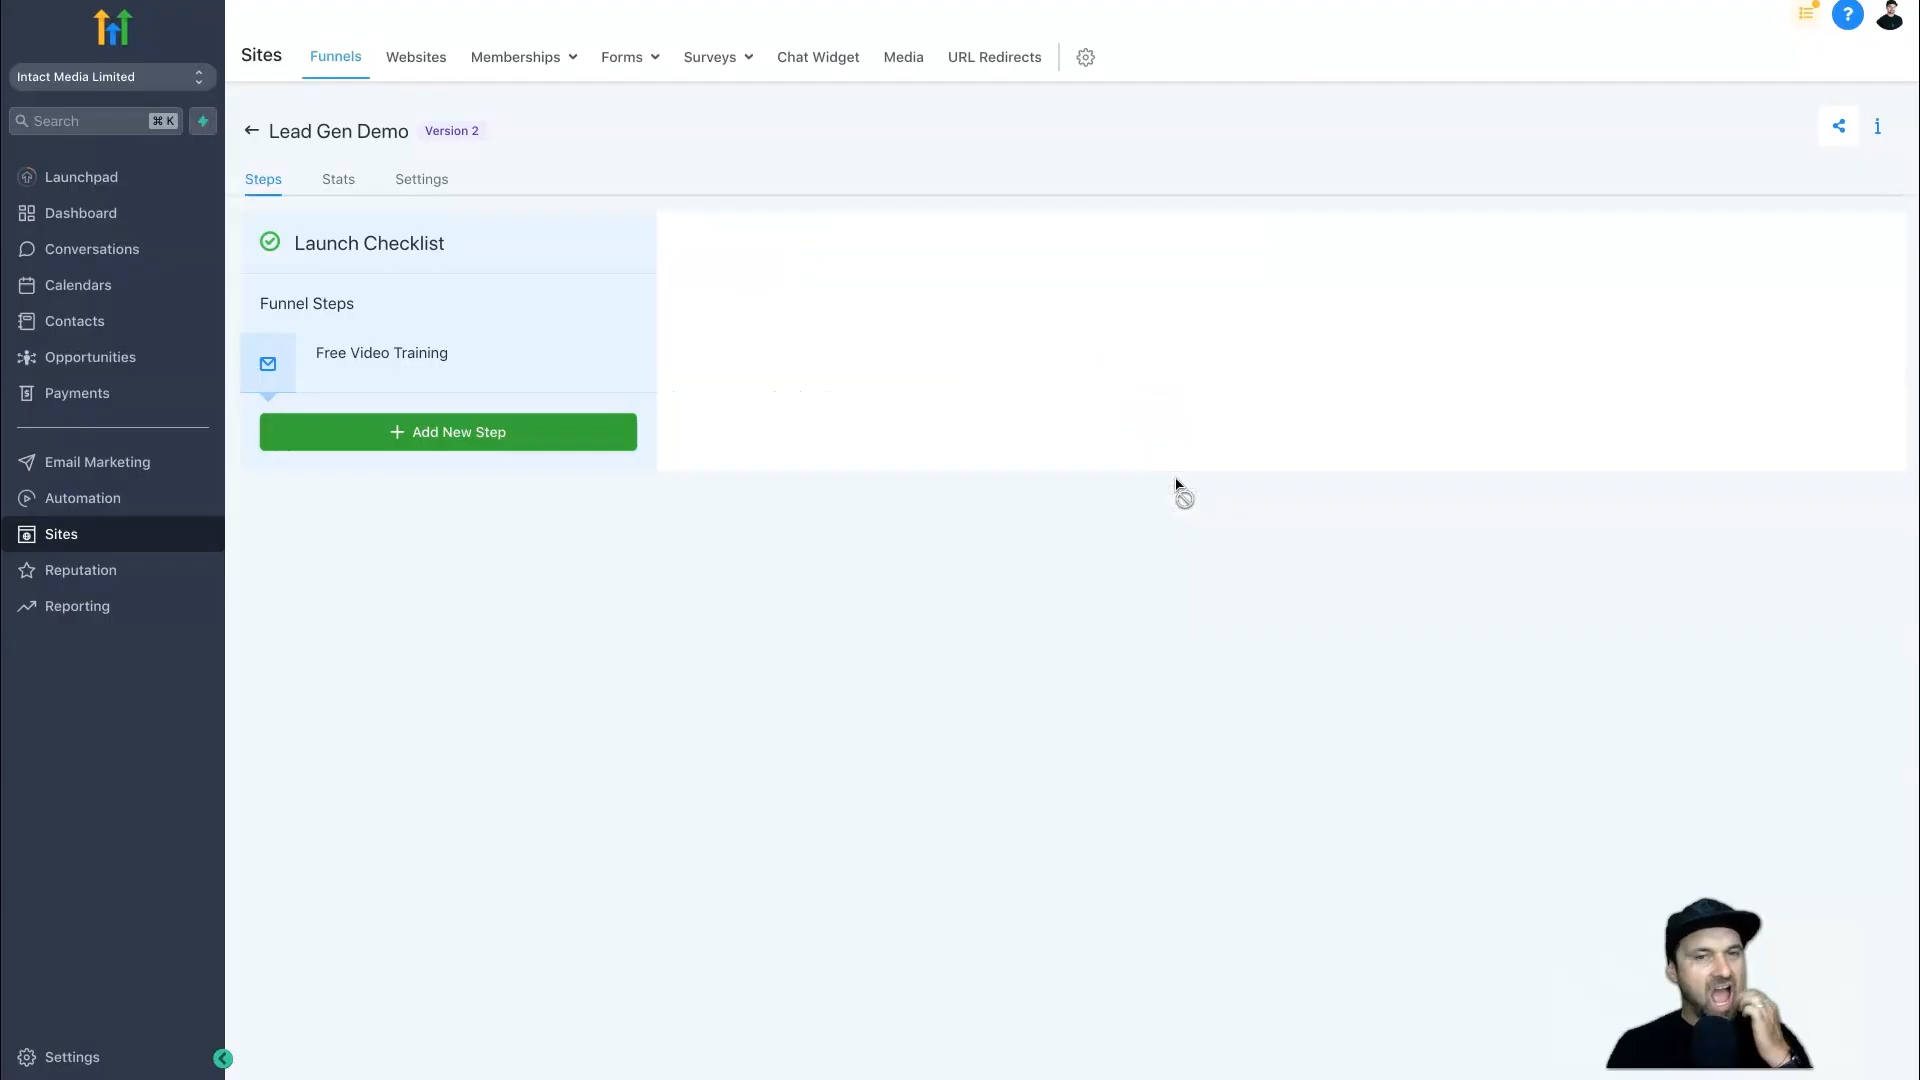 Intact Media Limited
Search ⌘ K
Launchpad
Dashboard
Conversations
Calendars
Contacts
Opportunities
Payments
Email Marketing
Automation
Sites
Reputation
Reporting
Settings
Sites Funnels Websites Memberships Forms Surveys Chat Widget Media URL Redirects
?
← Lead Gen Demo Version 2
i
Steps Stats Settings
Launch Checklist
Funnel Steps
Free Video Training
+ Add New Step